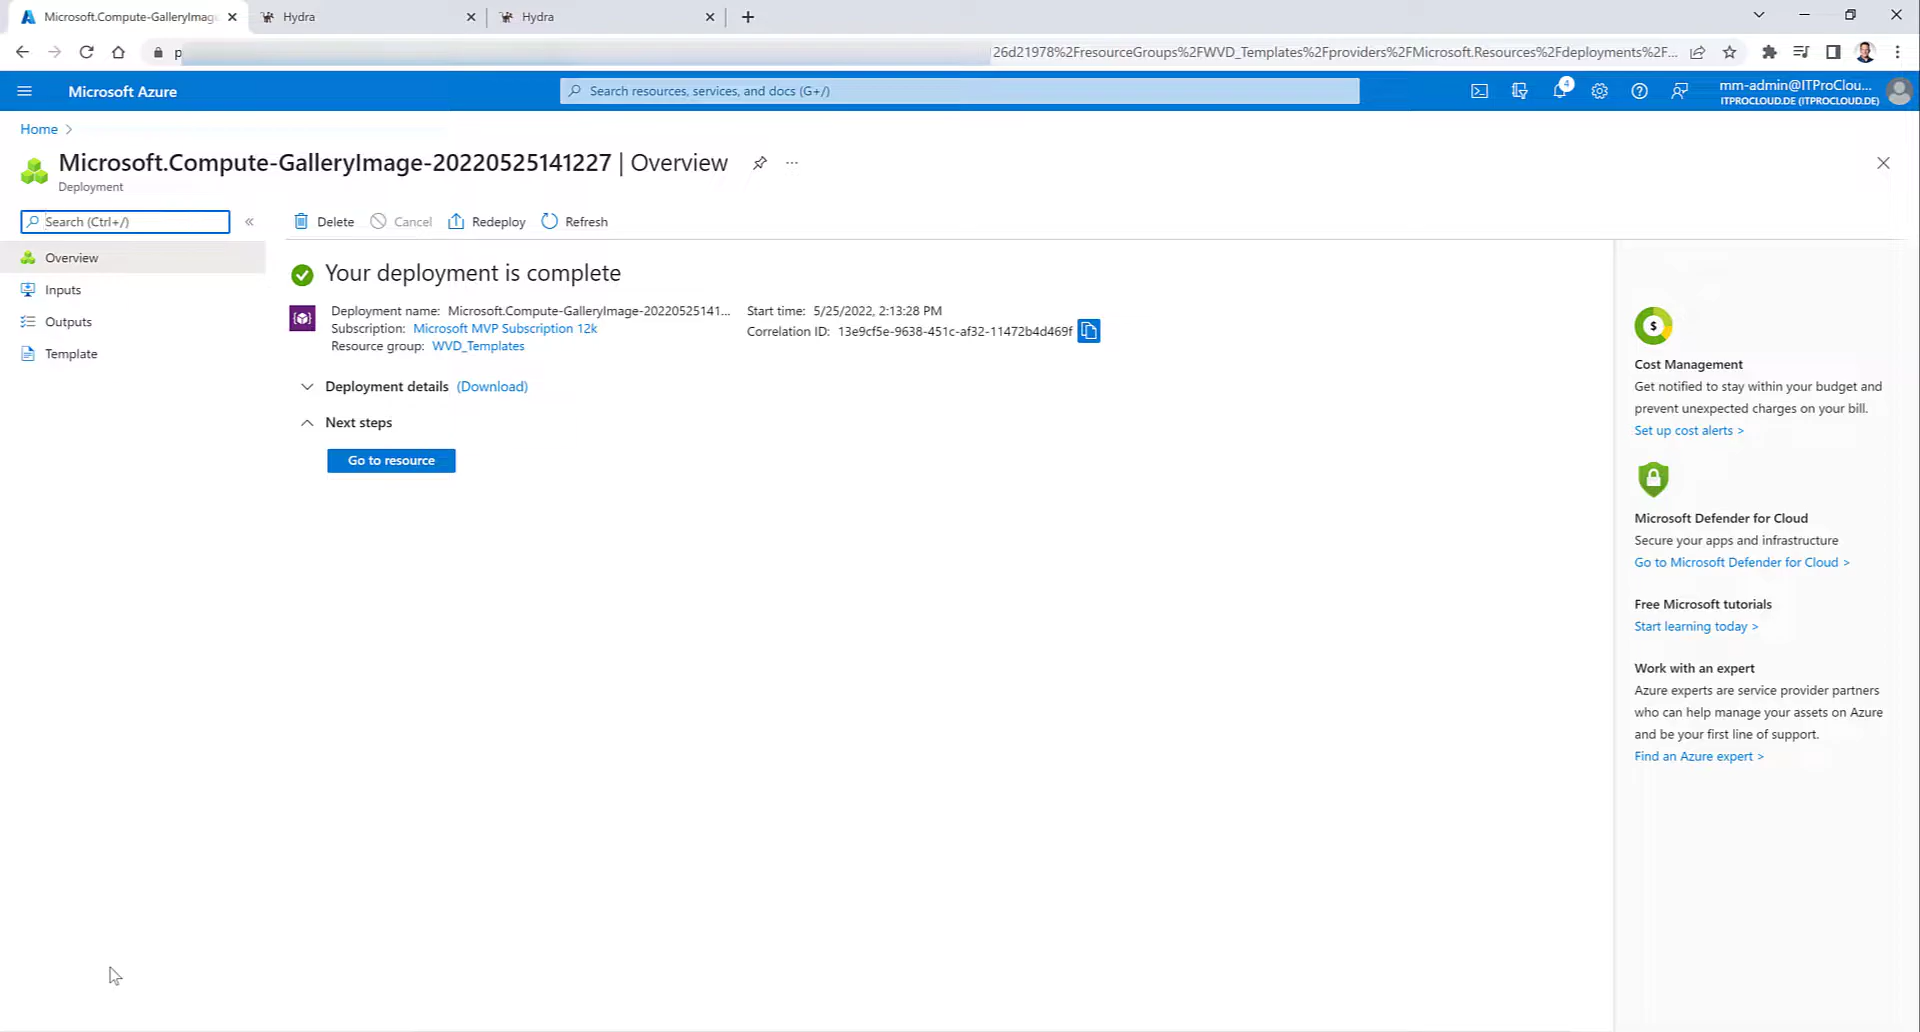 Microsoft.Compute-GalleryImag
Hydra
Hydra
p
26d21978%2FresourceGroups%2FWVD_Templates%2Fproviders%2FMicrosoft.Resources%2Fdeployments%2F...
Microsoft Azure
Search resources, services, and docs (G+/)
4
mm-admin@ITProClou...
ITPROCLOUD.DE (ITPROCLOUD.DE)
Home >
Microsoft.Compute-GalleryImage-20220525141227 | Overview
Deployment
Search (Ctrl+/)
Overview
Inputs
Outputs
Template
Delete
Cancel
Redeploy
Refresh
Your deployment is complete
Deployment name: Microsoft.Compute-GalleryImage-20220525141...
Subscription: Microsoft MVP Subscription 12k
Resource group: WVD_Templates
Start time: 5/25/2022, 2:13:28 PM
Correlation ID: 13e9cf5e-9638-451c-af32-11472b4d469f
Deployment details (Download)
Next steps
Go to resource
$
Cost Management
Get notified to stay within your budget and
prevent unexpected charges on your bill.
Set up cost alerts >
Microsoft Defender for Cloud
Secure your apps and infrastructure
Go to Microsoft Defender for Cloud >
Free Microsoft tutorials
Start learning today >
Work with an expert
Azure experts are service provider partners
who can help manage your assets on Azure
and be your first line of support.
Find an Azure expert >